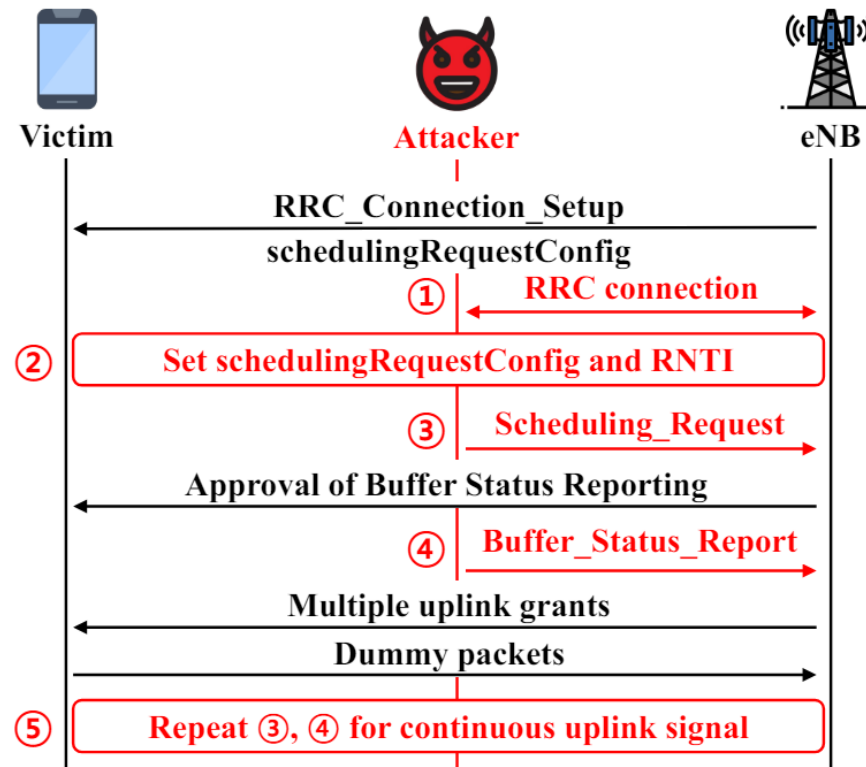 Victim
Attacker
eNB
RRC_Connection_Setup
schedulingRequestConfig
① RRC connection
② Set schedulingRequestConfig and RNTI
③ Scheduling_Request
Approval of Buffer Status Reporting
④ Buffer_Status_Report
Multiple uplink grants
Dummy packets
⑤ Repeat ③, ④ for continuous uplink signal